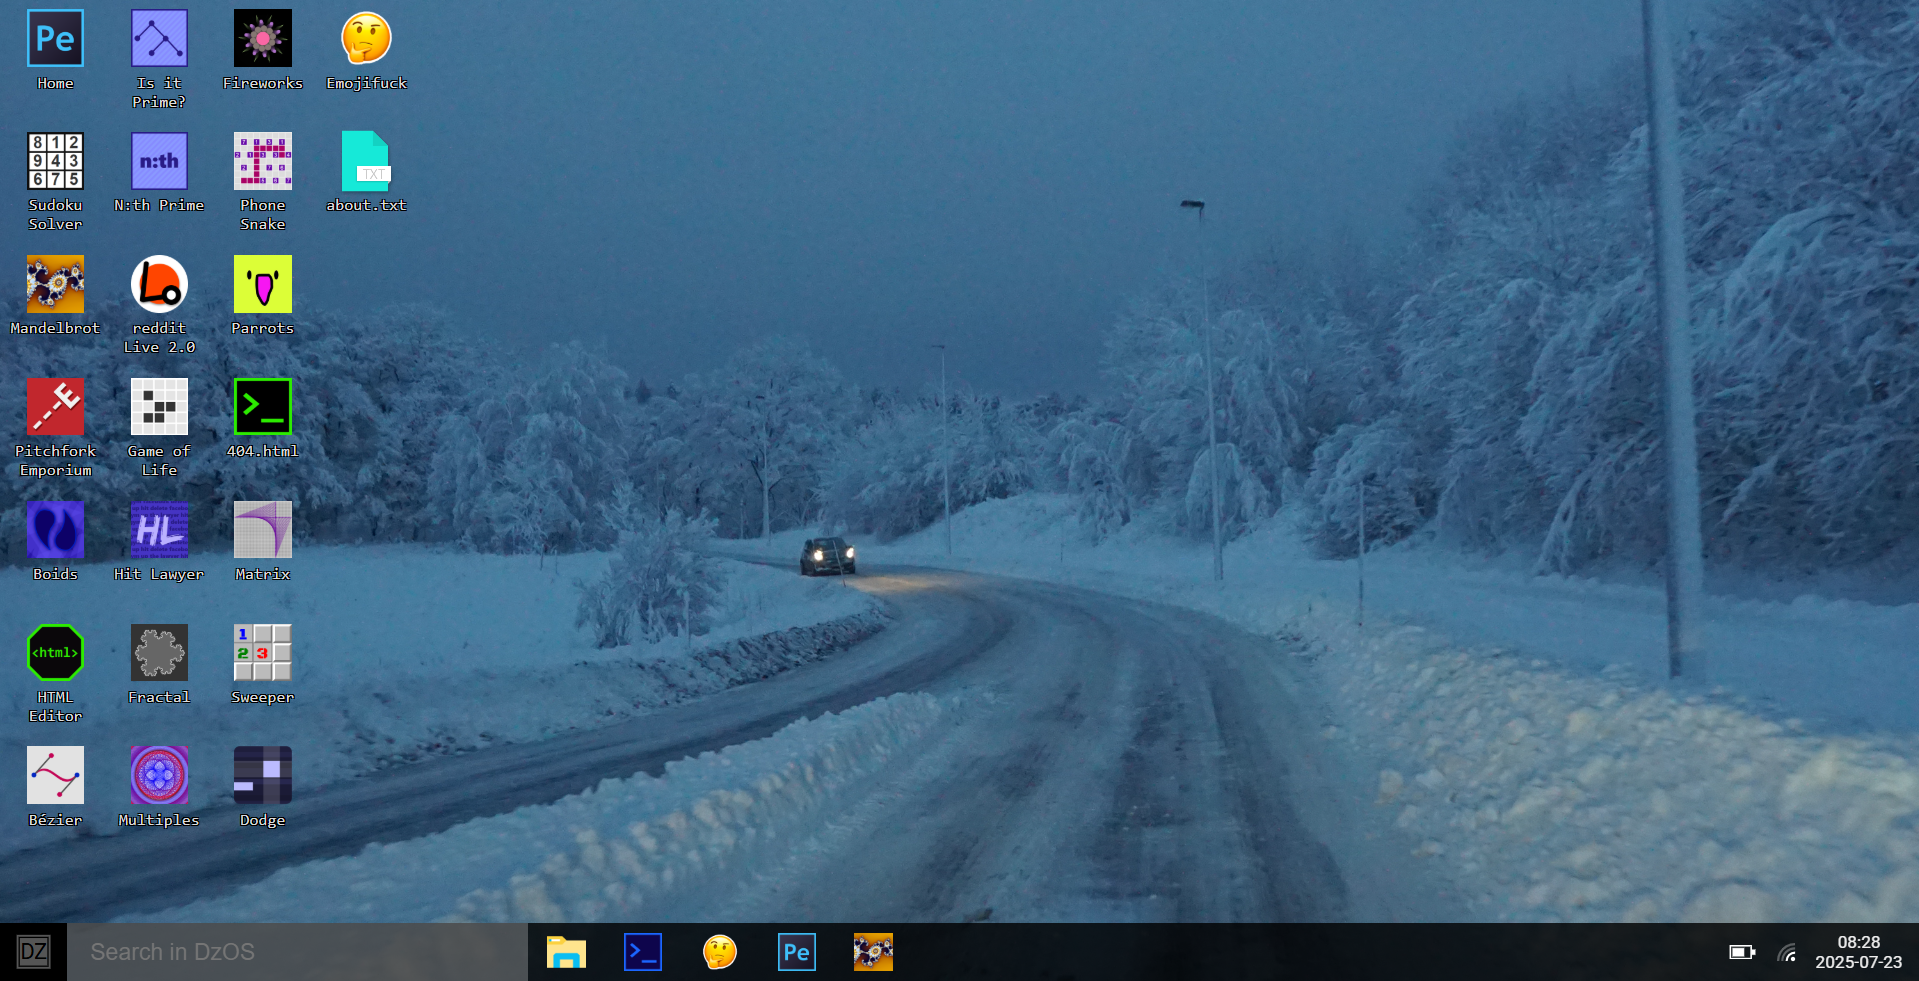 Pe
Home
Is it
Prime?
Fireworks
Emojifuck
8 1 2
9 4 3
6 7 5
Sudoku
Solver
n:th
N:th Prime
Phone
Snake
TXT
about.txt
Mandelbrot
reddit
Live 2.0
Parrots
Pitchfork
Emporium
Game of
Life
>_
404.html
Boids
HL
Hit Lawyer
Matrix
<html>
HTML
Editor
Fractal
1
2 3
Sweeper
Bézier
Multiples
Dodge
DZ
Search in DzOS
>_
Pe
08:28
2025-07-23